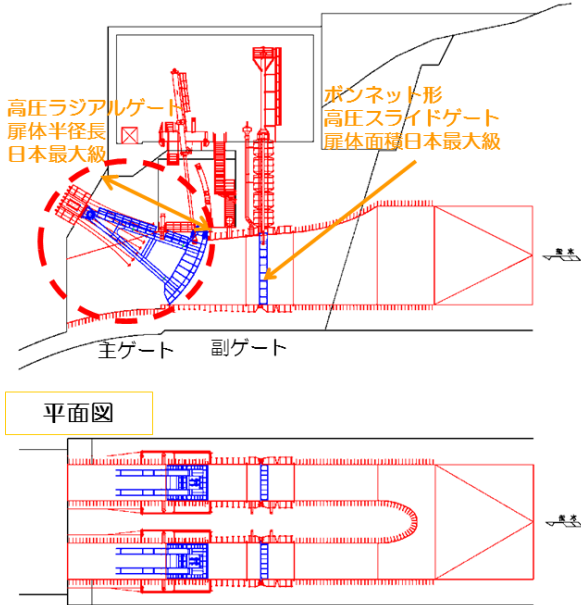 高圧ラジアルゲート
扉体半径長
日本最大級
ボンネット形
高圧スライドゲート
扉体面積日本最大級
主ゲート
副ゲート
平面図